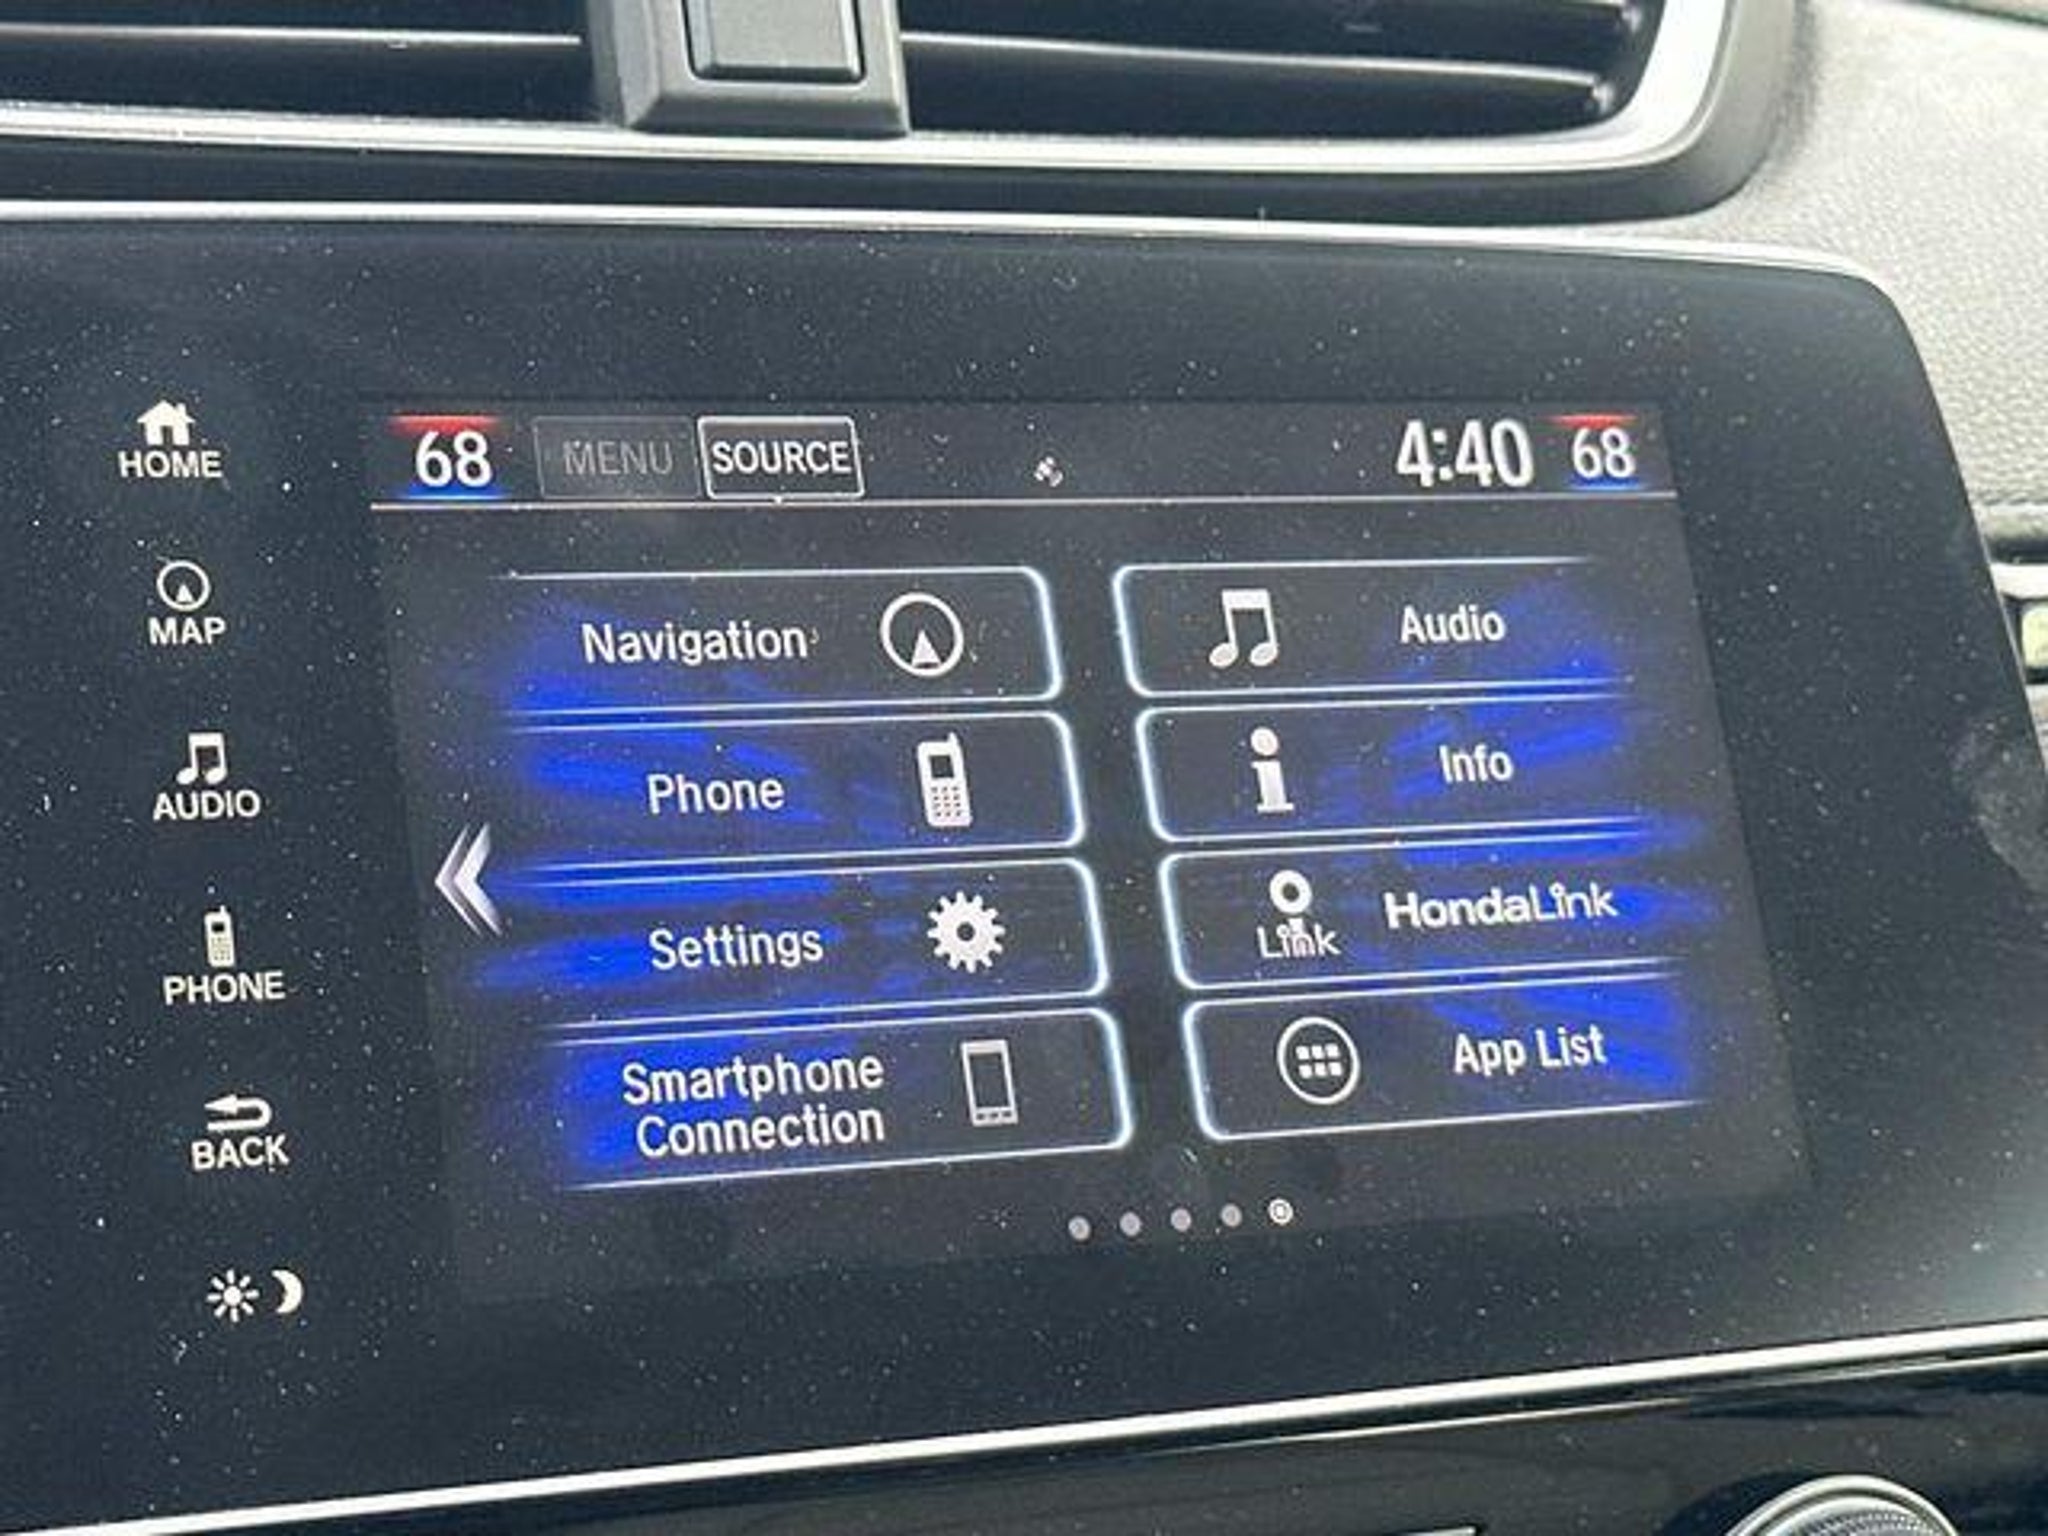 68 MENU SOURCE 4:40 68
HOME
MAP
AUDIO
PHONE
BACK
Navigation
Audio
Phone
Info
Settings
Link HondaLink
Smartphone
Connection
App List